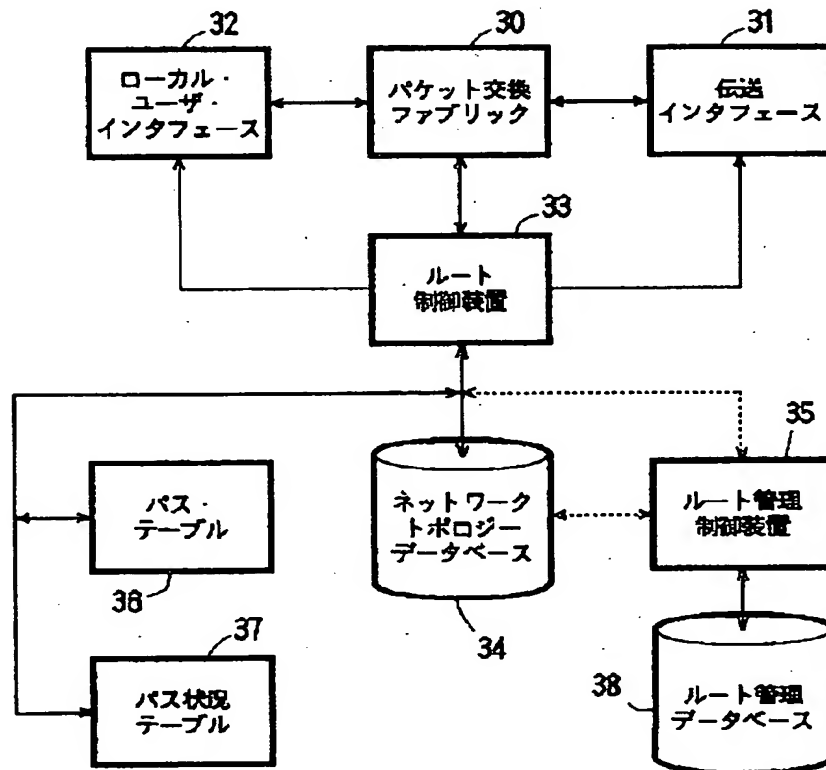 32
30
31
ローカル・
ユーザ・
インタフェース
パケット交換
ファブリック
伝送
インタフェース
33
ルート
制御装置
35
パス・
テーブル
ネットワーク
トポロジー
データベース
ルート管理
制御装置
36
34
37
パス状況
テーブル
38
ルート管理
データベース